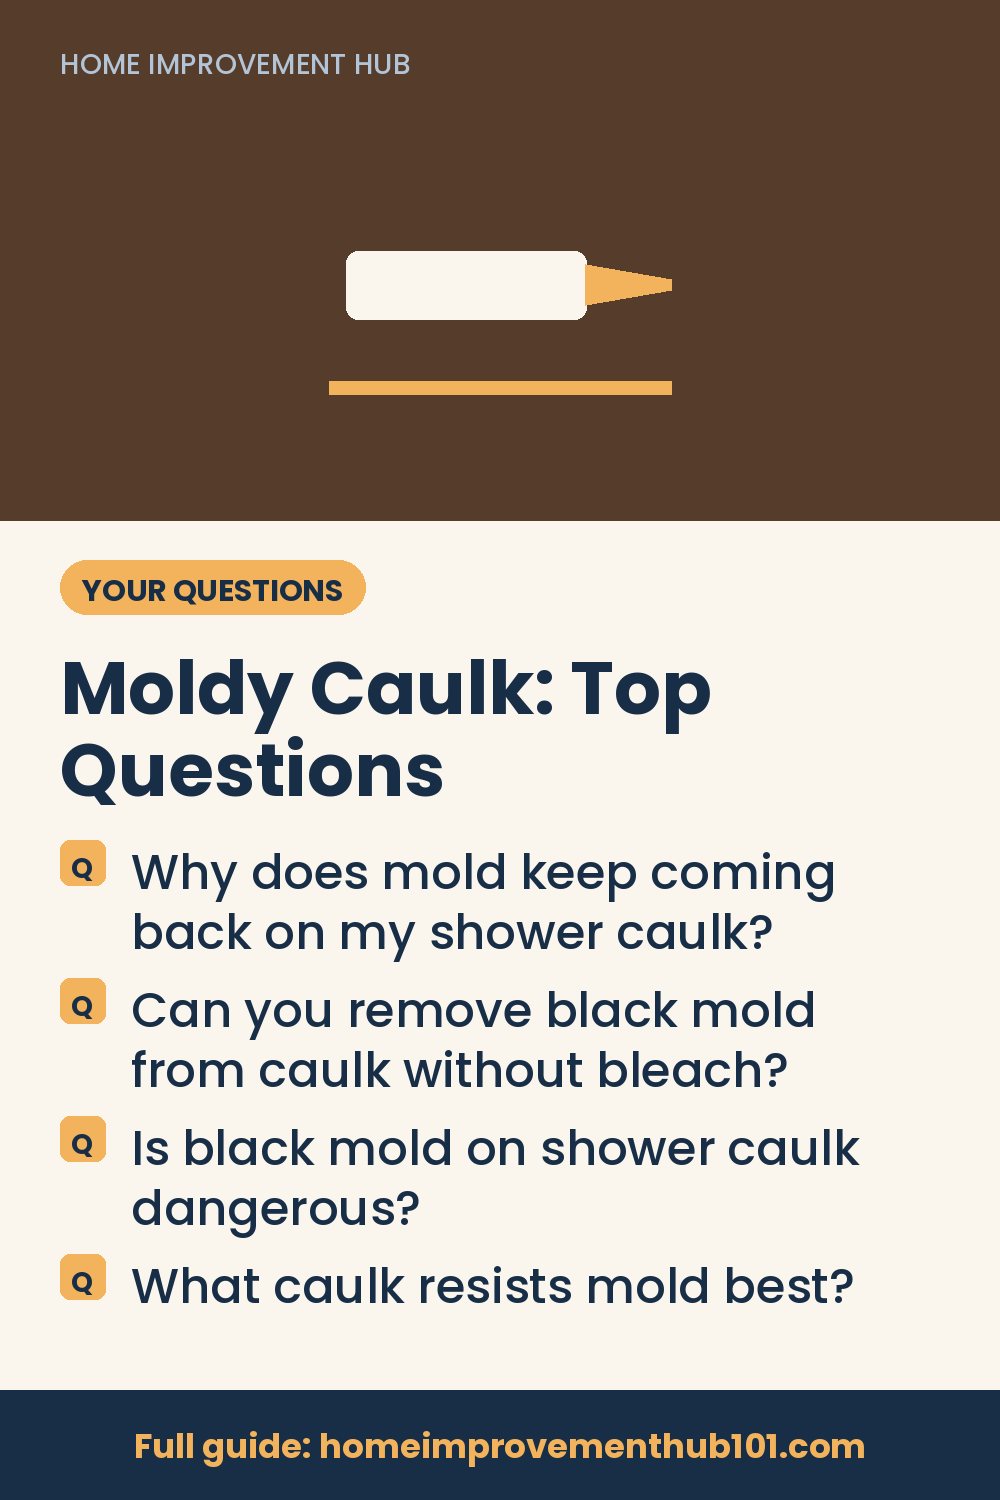 HOME IMPROVEMENT HUB
YOUR QUESTIONS
Moldy Caulk: Top
Questions
Q Why does mold keep coming
back on my shower caulk?
Q Can you remove black mold
from caulk without bleach?
Q Is black mold on shower caulk
dangerous?
Q What caulk resists mold best?
Full guide: homeimprovementhub101.com